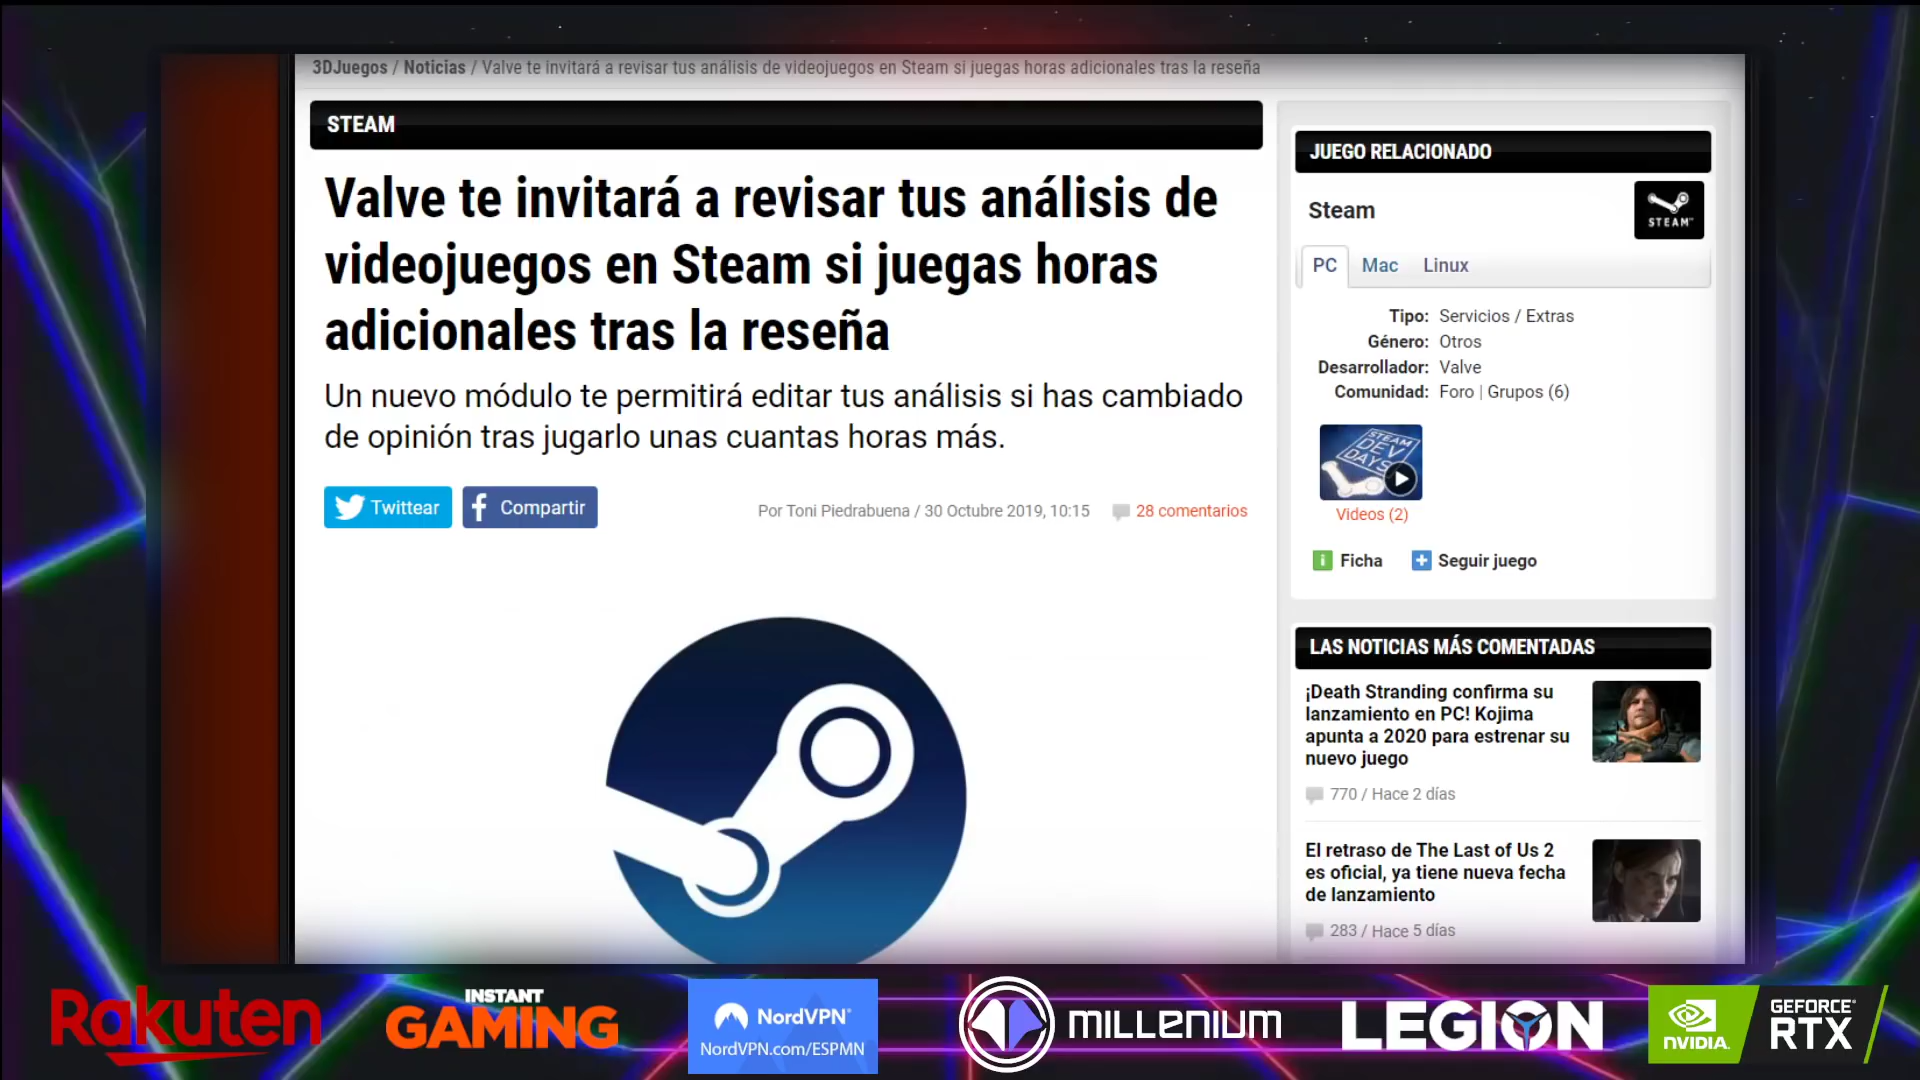 3DJuegos / Noticias / Valve te invitará a revisar tus análisis de videojuegos en Steam si juegas horas adicionales tras la reseña
STEAM
Valve te invitará a revisar tus análisis de
videojuegos en Steam si juegas horas
adicionales tras la reseña
Un nuevo módulo te permitirá editar tus análisis si has cambiado
de opinión tras jugarlo unas cuantas horas más.
Twittear
Compartir
Por Toni Piedrabuena / 30 Octubre 2019, 10:15
28 comentarios
JUEGO RELACIONADO
Steam
STEAM™
PC Mac Linux
Tipo: Servicios / Extras
Género: Otros
Desarrollador: Valve
Comunidad: Foro | Grupos (6)
STEAM
DEV
DAYS
Videos (2)
Ficha
Seguir juego
LAS NOTICIAS MÁS COMENTADAS
¡Death Stranding confirma su
lanzamiento en PC! Kojima
apunta a 2020 para estrenar su
nuevo juego
770 / Hace 2 días
El retraso de The Last of Us 2
es oficial, ya tiene nueva fecha
de lanzamiento
283 / Hace 5 días
Rakuten
INSTANT
GAMING
NordVPN®
NordVPN.com/ESPMN
MILLENIUM
LEGION
NVIDIA.
GEFORCE®
RTX